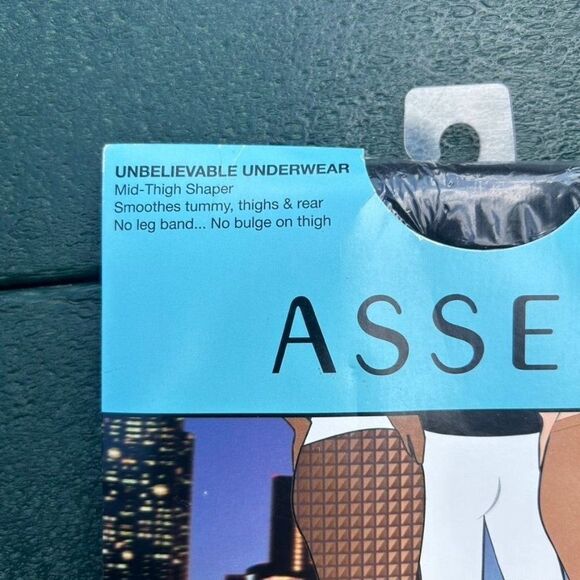 UNBELIEVABLE UNDERWEAR
Mid-Thigh Shaper
Smoothes tummy, thighs & rear
No leg band... No bulge on thigh
ASSE